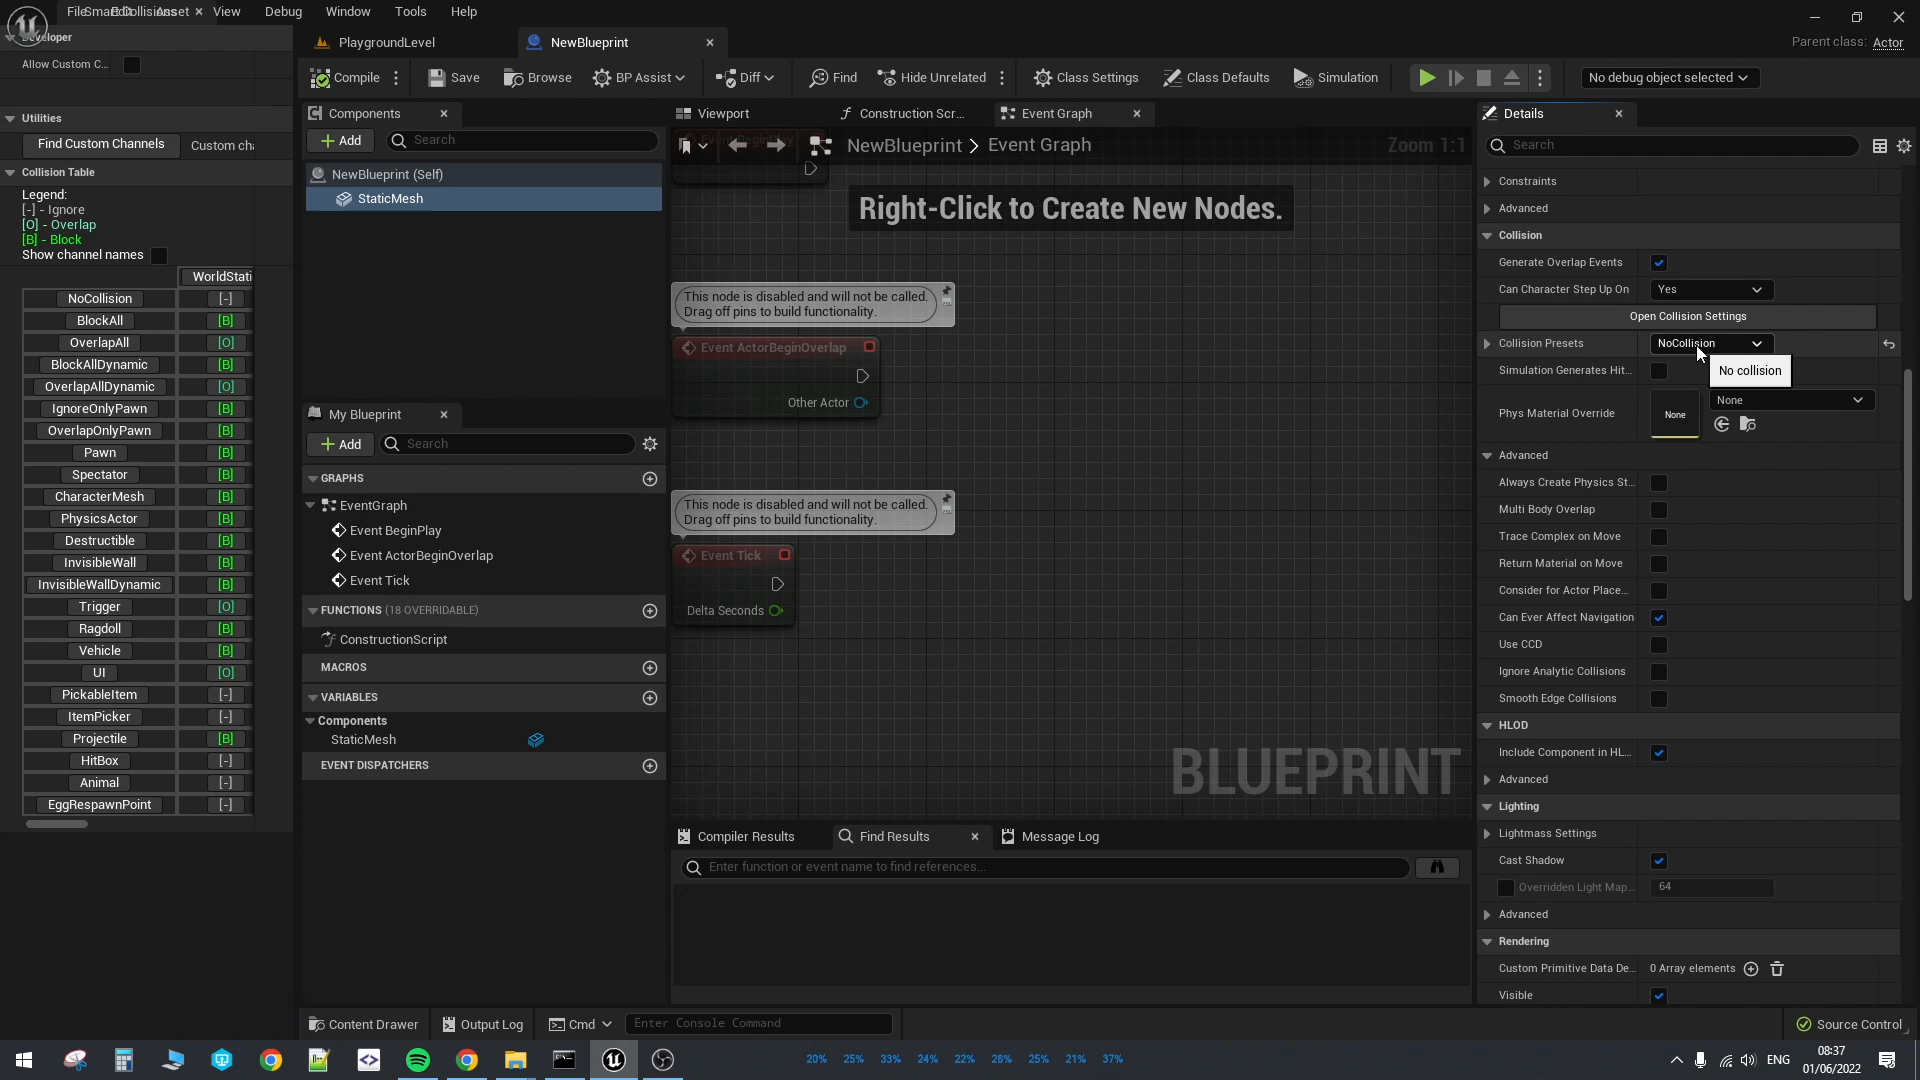 File Edit Asset View Debug Window Tools Help
SmartCollisions
Developer
Allow Custom C...
Utilities
Find Custom Channels
Collision Table
Legend:
[-] - Ignore
[O] - Overlap
[B] - Block
Show channel names
NoCollision [-]
BlockAll [B]
OverlapAll [O]
BlockAllDynamic [B]
OverlapAllDynamic [O]
IgnoreOnlyPawn [B]
OverlapOnlyPawn [B]
Pawn [B]
Spectator [B]
CharacterMesh [B]
PhysicsActor [B]
Destructible [B]
InvisibleWall [B]
InvisibleWallDynamic [B]
Trigger [O]
Ragdoll [B]
Vehicle [B]
UI [O]
PickableItem [-]
ItemPicker [-]
Projectile [B]
HitBox [-]
Animal [-]
EggRespawnPoint [-]
PlaygroundLevel
NewBlueprint
Parent class: Actor
Compile
Save
Browse
BP Assist
Diff
Find
Hide Unrelated
Class Settings
Class Defaults
Simulation
No debug object selected
Components
Add
Search
NewBlueprint (Self)
StaticMesh
My Blueprint
Add
Search
GRAPHS
EventGraph
Event BeginPlay
Event ActorBeginOverlap
Event Tick
FUNCTIONS (18 OVERRIDABLE)
ConstructionScript
MACROS
VARIABLES
Components
StaticMesh
EVENT DISPATCHERS
Viewport
Construction Scr...
Event Graph
NewBlueprint > Event Graph
Zoom 1:1
Right-Click to Create New Nodes.
This node is disabled and will not be called.
Drag off pins to build functionality.
Event ActorBeginOverlap
Other Actor
This node is disabled and will not be called.
Drag off pins to build functionality.
Event Tick
Delta Seconds
BLUEPRINT
Compiler Results
Find Results
Message Log
Enter function or event name to find references...
Details
Search
Constraints
Advanced
Collision
Generate Overlap Events
Can Character Step Up On Yes
Open Collision Settings
Collision Presets NoCollision
No collision
Simulation Generates Hit...
Phys Material Override None None
Advanced
Always Create Physics St...
Multi Body Overlap
Trace Complex on Move
Return Material on Move
Consider for Actor Place...
Can Ever Affect Navigation
Use CCD
Ignore Analytic Collisions
Smooth Edge Collisions
HLOD
Include Component in HL...
Advanced
Lighting
Lightmass Settings
Cast Shadow
Overridden Light Map... 64
Advanced
Rendering
Custom Primitive Data De... 0 Array elements
Visible
Content Drawer
Output Log
Cmd
Enter Console Command
Source Control
20% 25% 33% 24% 22% 28% 25% 21% 37%
ENG
08:37
01/06/2022